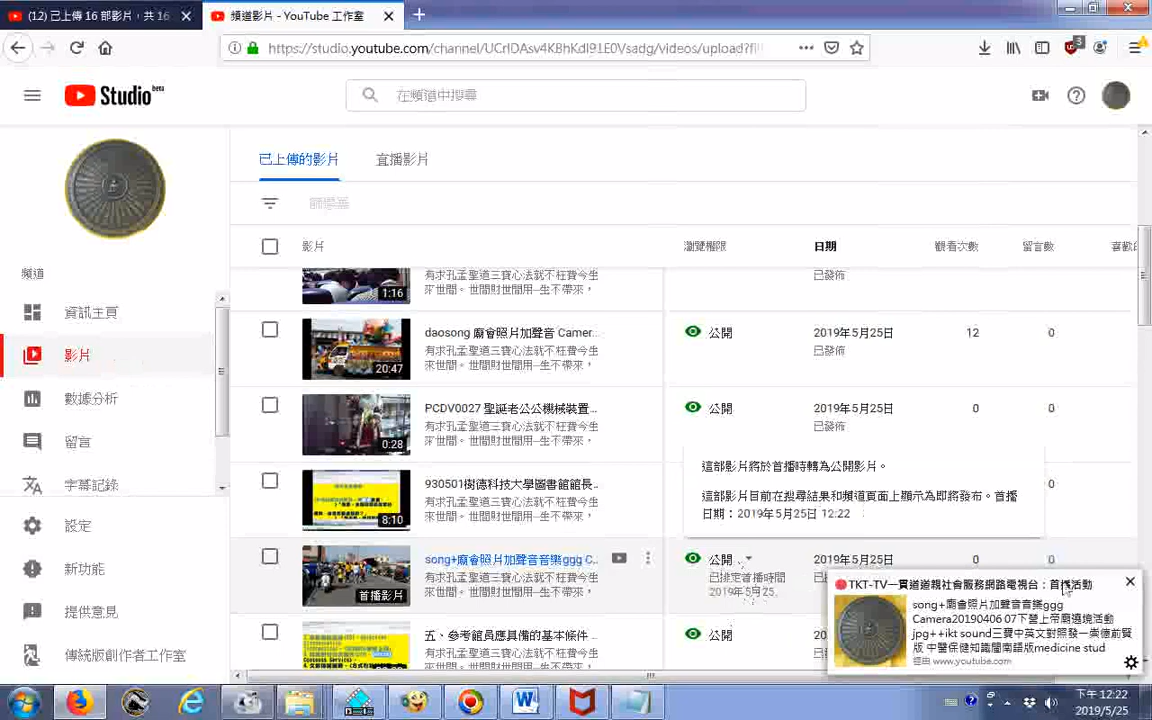 (12) 已上傳 16 部影片，共 16
頻道影片 - YouTube 工作室
https://studio.youtube.com/channel/UCrIDAsv4KBhKdI91E0Vsadg/videos/upload?fil
3
Studio beta
在頻道中搜尋
已上傳的影片 直播影片
篩選器
影片 瀏覽權限 日期 觀看次數 留言數
頻道
資訊主頁
影片
數據分析
留言
字幕記錄
設定
新功能
提供意見
傳統版創作者工作室
有求孔孟聖道三寶心法就不枉費今生
來世間。世間財世間用一生不帶來，
1:16
已發佈
daosong 廟會照片加聲音 Camer...
有求孔孟聖道三寶心法就不枉費今生
來世間。世間財世間用一生不帶來，
20:47
公開 2019年5月25日 12 0
已發佈
PCDV0027 聖誕老公公機械裝置...
有求孔孟聖道三寶心法就不枉費今生
來世間。世間財世間用一生不帶來，
0:28
公開 2019年5月25日 0 0
已發佈
930501樹德科技大學圖書館館長...
有求孔孟聖道三寶心法就不枉費今生
來世間。世間財世間用一生不帶來，
8:10
0
這部影片將於首播時轉為公開影片。
這部影片目前在搜尋結果和頻道頁面上顯示為即將發布。首播
日期：2019年5月25日 12:22
song+廟會照片加聲音音樂ggg C...
有求孔孟聖道三寶心法就不枉費今生
來世間。世間財世間用一生不帶來，
首播影片
公開 2019年5月25日 0 0
已排定首播時間
2019年5月25...
五、參考館員應具備的基本條件
有求孔孟聖道三寶心法就不枉費今生
來世間。世間財世間用一生不帶來，
公開 2019年5月25日
TKT-TV一貫道道親社會服務網路電視台：首播活動
song+廟會照片加聲音音樂ggg
Camera20190406 07下營上帝廟遶境活動
jpg++ikt sound三寶中英文對照發一崇德前賢
版 中醫保健知識閩南語版medicine stud
經由 www.youtube.com
下午 12:22
2019/5/25